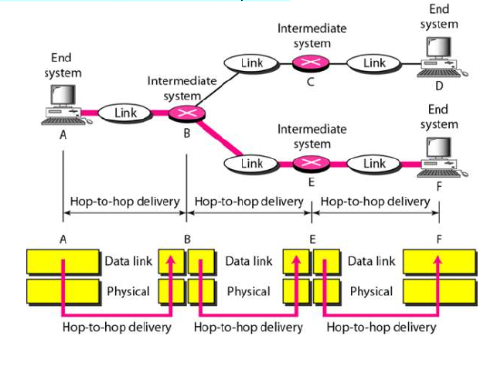 End
system
Intermediate
system
Link
Link
C
D
End
system
Intermediate
system
Link
A
B
End
system
Intermediate
system
Link
Link
E
F
Hop-to-hop delivery
Hop-to-hop delivery
Hop-to-hop delivery
A
B
E
F
Data link
Data link
Data link
Physical
Physical
Physical
Hop-to-hop delivery
Hop-to-hop delivery
Hop-to-hop delivery